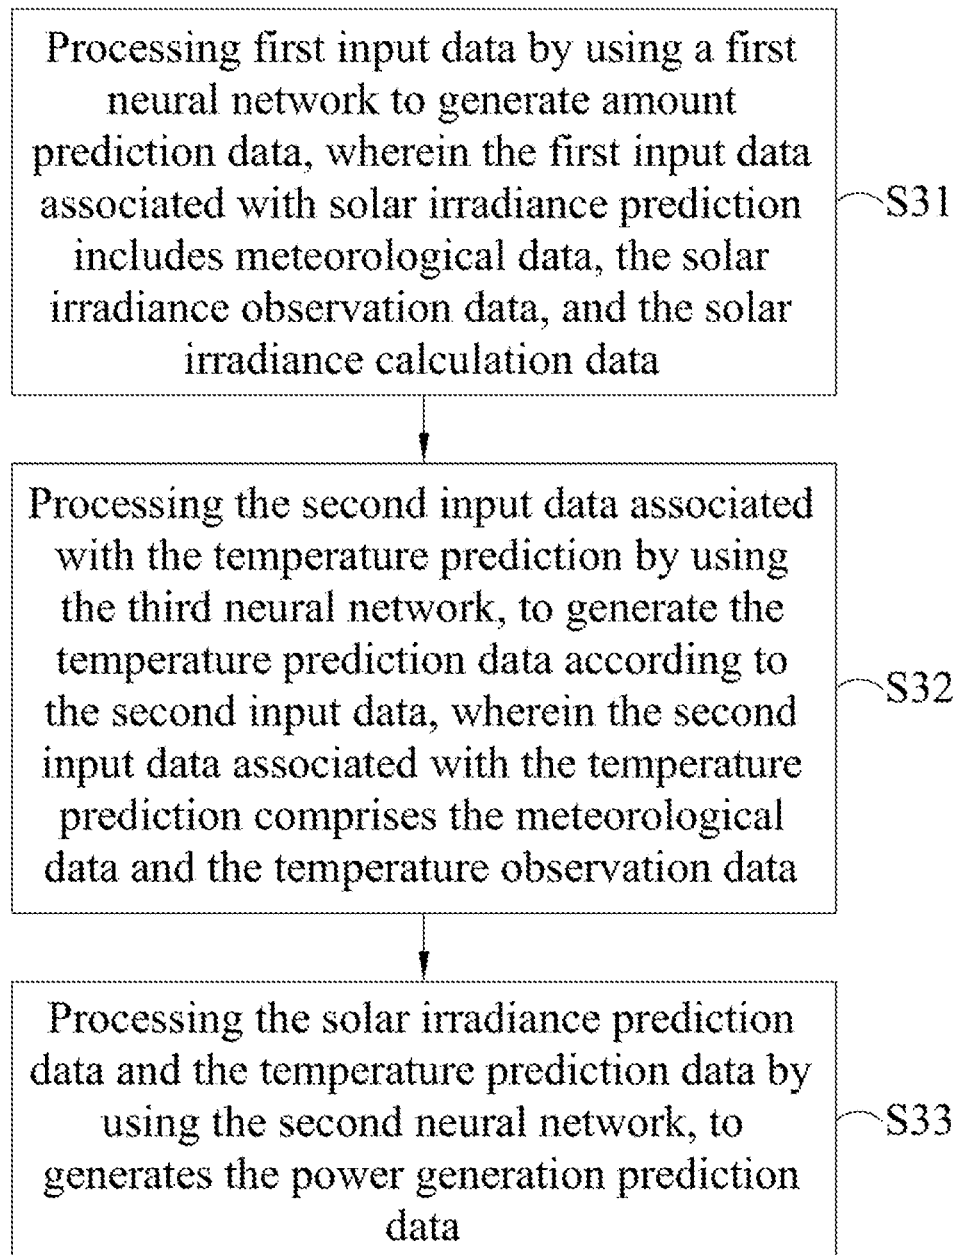 Processing first input data by using a first
neural network to generate amount
prediction data, wherein the first input data
associated with solar irradiance prediction
includes meteorological data, the solar
irradiance observation data, and the solar
irradiance calculation data
S31
Processing the second input data associated
with the temperature prediction by using
the third neural network, to generate the
temperature prediction data according to
the second input data, wherein the second
input data associated with the temperature
prediction comprises the meteorological
data and the temperature observation data
S32
Processing the solar irradiance prediction
data and the temperature prediction data by
using the second neural network, to
generates the power generation prediction
data
S33